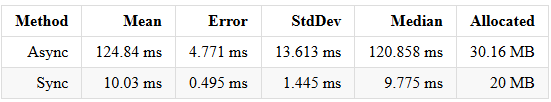 Method Mean Error StdDev Median Allocated
Async 124.84 ms 4.771 ms 13.613 ms 120.858 ms 30.16 MB
Sync 10.03 ms 0.495 ms 1.445 ms 9.775 ms 20 MB